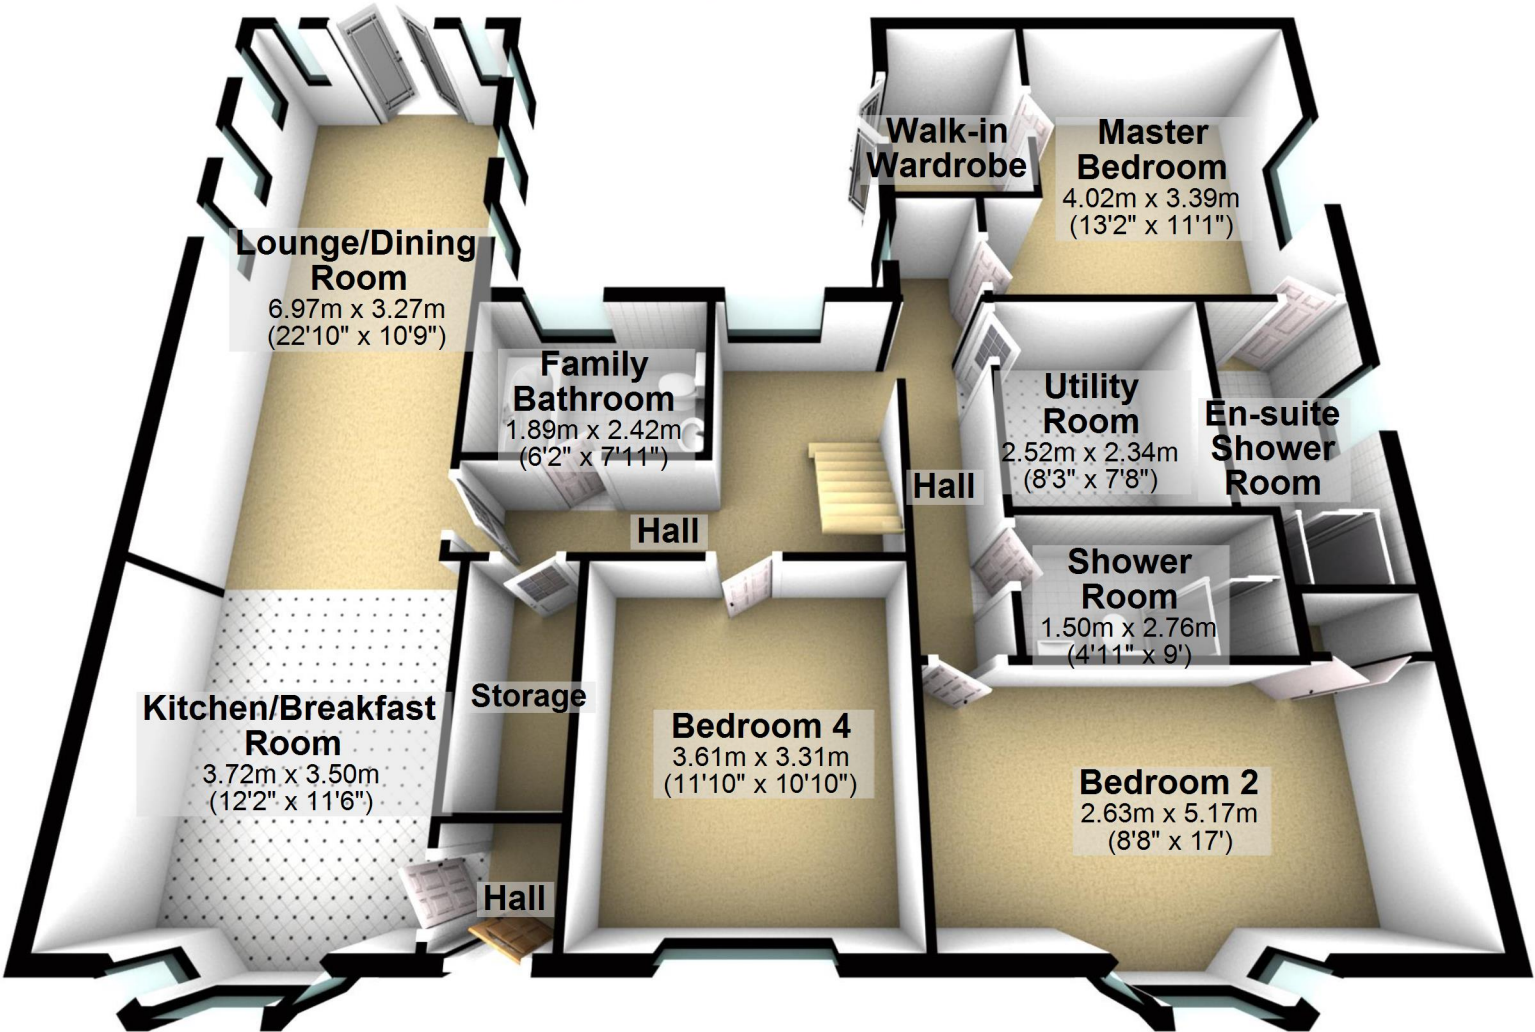 Walk-in
Wardrobe
Master
Bedroom
4.02m x 3.39m
(13'2" x 11'1")
Lounge/Dining
Room
6.97m x 3.27m
(22'10" x 10'9")
Family
Bathroom
1.89m x 2.42m
(6'2" x 7'11")
Utility
Room
2.52m x 2.34m
(8'3" x 7'8")
En-suite
Shower
Room
Hall
Hall
Shower
Room
1.50m x 2.76m
(4'11" x 9')
Storage
Kitchen/Breakfast
Room
3.72m x 3.50m
(12'2" x 11'6")
Bedroom 4
3.61m x 3.31m
(11'10" x 10'10")
Bedroom 2
2.63m x 5.17m
(8'8" x 17')
Hall